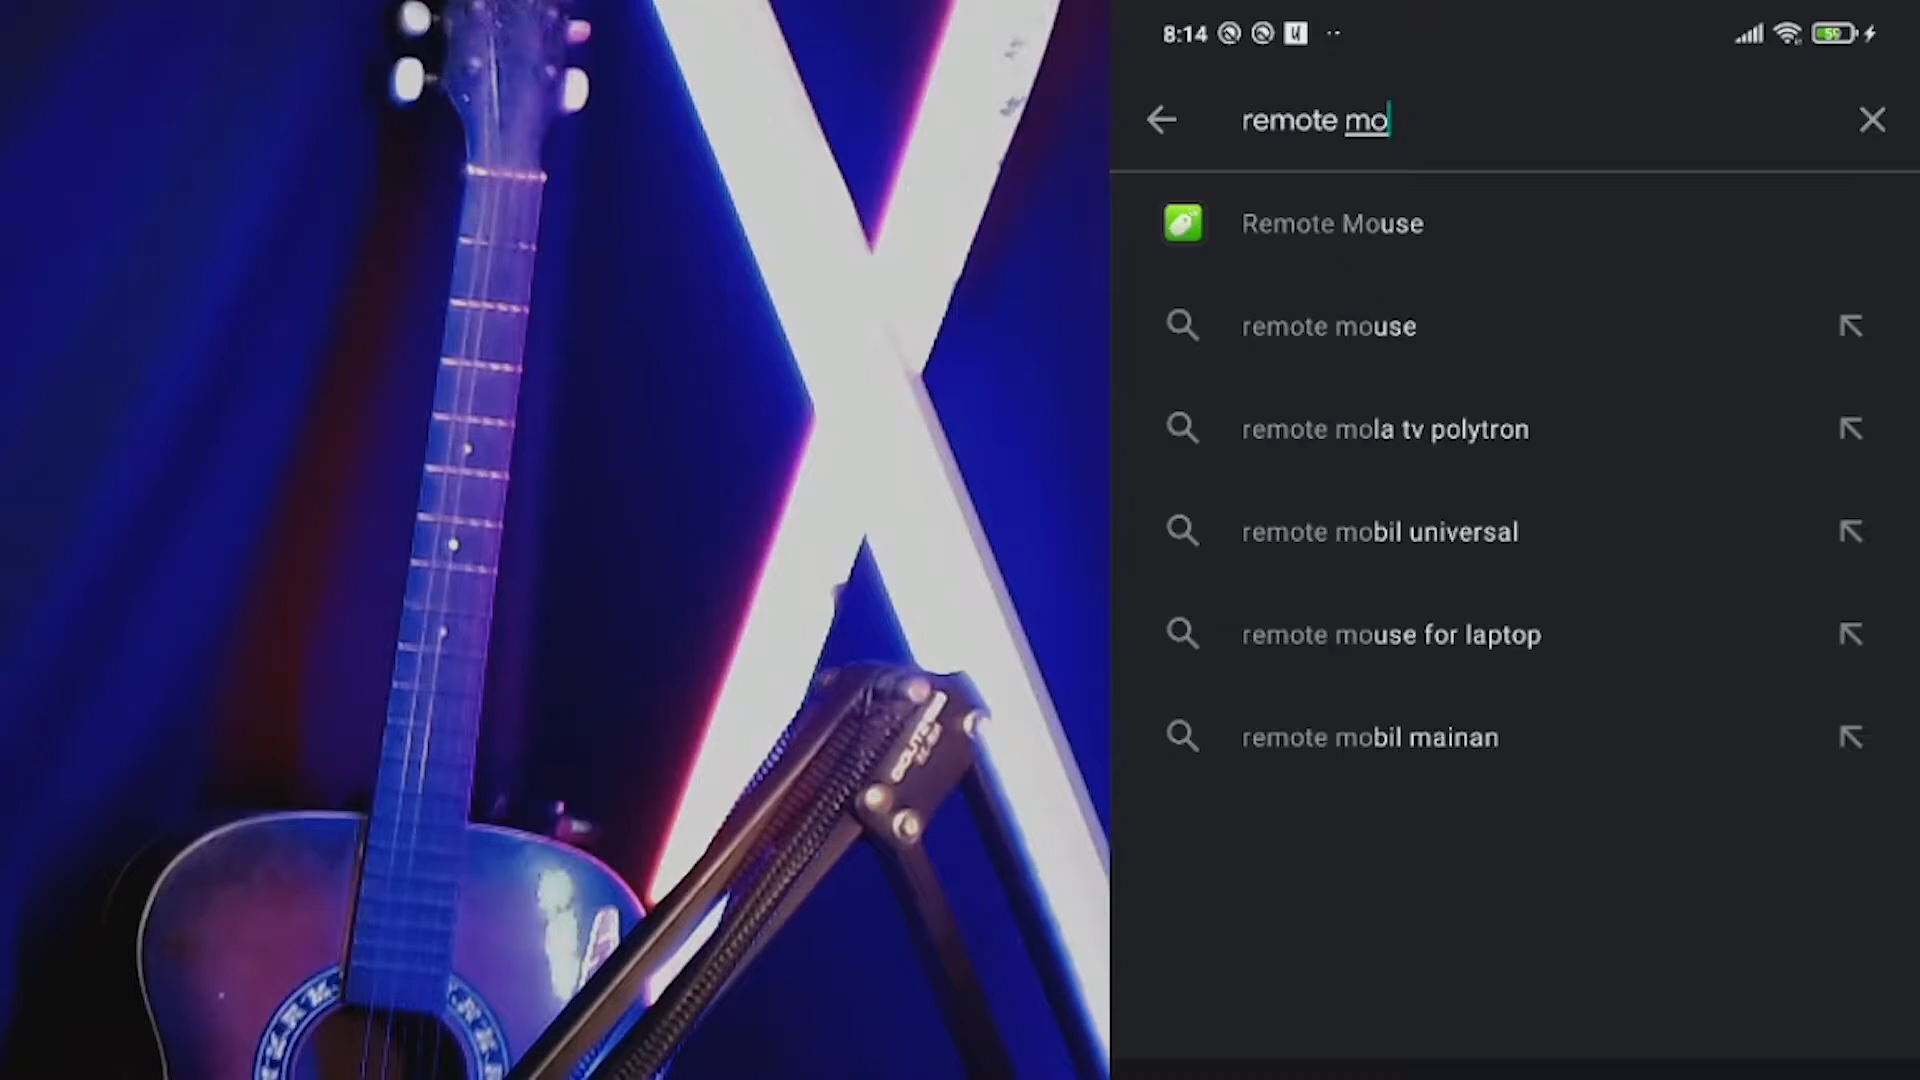 8:14
59
remote mo
Remote Mouse
remote mouse
remote mola tv polytron
remote mobil universal
remote mouse for laptop
remote mobil mainan